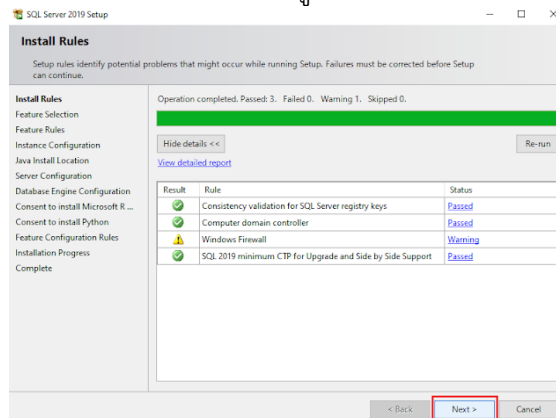 SQL Server 2019 Setup
Install Rules
Setup rules identify potential problems that might occur while running Setup. Failures must be corrected before Setup
can continue.
Install Rules
Feature Selection
Feature Rules
Instance Configuration
Java Install Location
Server Configuration
Database Engine Configuration
Consent to install Microsoft R ...
Consent to install Python
Feature Configuration Rules
Installation Progress
Complete
Operation completed. Passed: 3. Failed 0. Warning 1. Skipped 0.
Hide details <<
Re-run
View detailed report
Result Rule Status
Consistency validation for SQL Server registry keys Passed
Computer domain controller Passed
Windows Firewall Warning
SQL 2019 minimum CTP for Upgrade and Side by Side Support Passed
< Back Next > Cancel